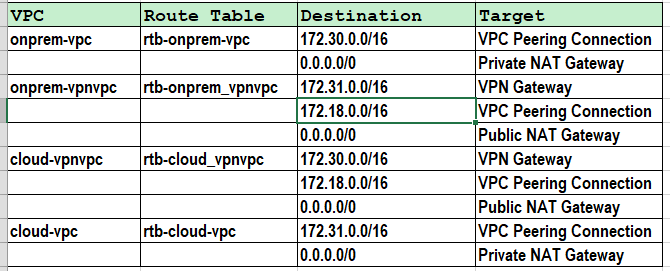 VPC Route Table Destination Target
onprem-vpc rtb-onprem-vpc 172.30.0.0/16 VPC Peering Connection
0.0.0.0/0 Private NAT Gateway
onprem-vpnvpc rtb-onprem_vpnvpc 172.31.0.0/16 VPN Gateway
172.18.0.0/16 VPC Peering Connection
0.0.0.0/0 Public NAT Gateway
cloud-vpnvpc rtb-cloud_vpnvpc 172.30.0.0/16 VPN Gateway
172.18.0.0/16 VPC Peering Connection
0.0.0.0/0 Public NAT Gateway
cloud-vpc rtb-cloud-vpc 172.31.0.0/16 VPC Peering Connection
0.0.0.0/0 Private NAT Gateway